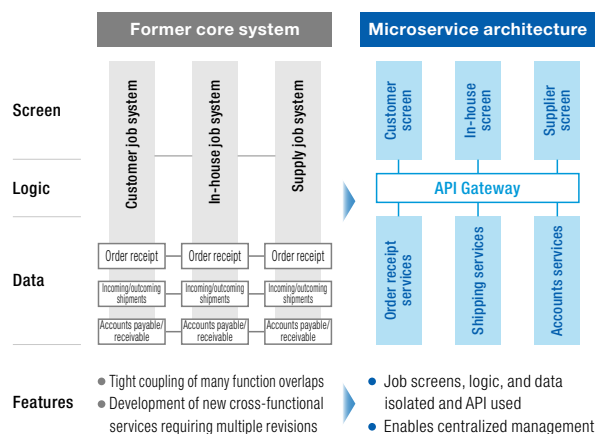 Former core system
Microservice architecture
Screen
Logic
Data
Features
Customer job system
In-house job system
Supply job system
Order receipt
Order receipt
Order receipt
Incoming/outcoming
shipments
Incoming/outcoming
shipments
Incoming/outcoming
shipments
Accounts payable/
receivable
Accounts payable/
receivable
Accounts payable/
receivable
Customer
screen
In-house
screen
Supplier
screen
API Gateway
Order receipt
services
Shipping services
Accounts services
● Tight coupling of many function overlaps
● Development of new cross-functional
services requiring multiple revisions
● Job screens, logic, and data
isolated and API used
● Enables centralized management